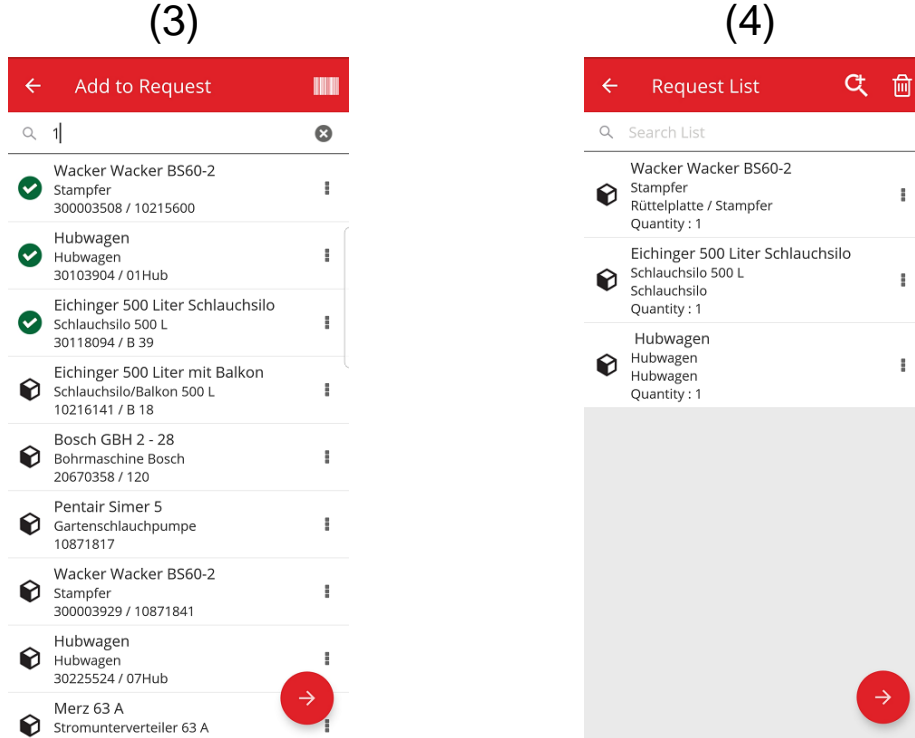 (3)
Add to Request
1
Wacker Wacker BS60-2
Stampfer
300003508 / 10215600
Hubwagen
Hubwagen
30103904 / 01Hub
Eichinger 500 Liter Schlauchsilo
Schlauchsilo 500 L
30118094 / B 39
Eichinger 500 Liter mit Balkon
Schlauchsilo/Balkon 500 L
10216141 / B 18
Bosch GBH 2 - 28
Bohrmaschine Bosch
20670358 / 120
Pentair Simer 5
Gartenschlauchpumpe
10871817
Wacker Wacker BS60-2
Stampfer
300003929 / 10871841
Hubwagen
Hubwagen
30225524 / 07Hub
Merz 63 A
Stromunterverteiler 63 A
(4)
Request List
Search List
Wacker Wacker BS60-2
Stampfer
Rüttelplatte / Stampfer
Quantity : 1
Eichinger 500 Liter Schlauchsilo
Schlauchsilo 500 L
Schlauchsilo
Quantity : 1
Hubwagen
Hubwagen
Hubwagen
Quantity : 1